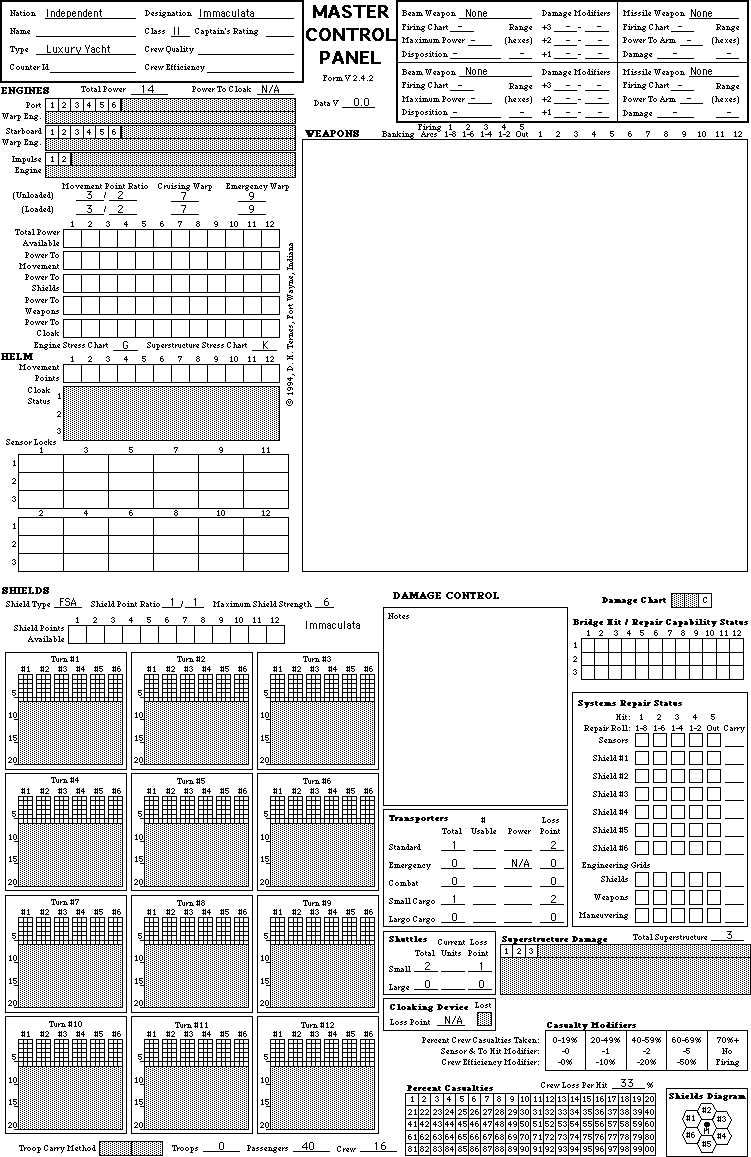 Nation Independent Designation Immaculata
Name Class II Captain's Rating
Type Luxury Yacht Crew Quality
Counter Id Crew Efficiency
MASTER
CONTROL
PANEL
Form V 2.4.2
Data V 0.0
Beam Weapon None Damage Modifiers Missile Weapon None
Firing Chart - Range +3 - - - Firing Chart - Range
Maximum Power - (hexes) +2 - - - Power To Arm - (hexes)
Disposition - +1 - - - Damage - -
Beam Weapon None Damage Modifiers Missile Weapon None
Firing Chart - Range +3 - - - Firing Chart - Range
Maximum Power - (hexes) +2 - - - Power To Arm - (hexes)
Disposition - +1 - - - Damage - -
ENGINES Total Power 14 Power To Cloak N/A
Port Warp Eng. 1 2 3 4 5 6
Starboard Warp Eng. 1 2 3 4 5 6
Impulse Engine 1 2
Movement Point Ratio Cruising Warp Emergency Warp
(Unloaded) 3 / 2 7 9
(Loaded) 3 / 2 7 9
1 2 3 4 5 6 7 8 9 10 11 12
Total Power Available
Power To Movement
Power To Shields
Power To Weapons
Power To Cloak
Engine Stress Chart G Superstructure Stress Chart K
© 1994, D. H. Ternes, Fort Wayne, Indiana
HELM
1 2 3 4 5 6 7 8 9 10 11 12
Movement Points
Cloak Status 1
2
3
Sensor Locks
1 3 5 7 9 11
1
2
3
2 4 6 8 10 12
1
2
3
WEAPONS Banking Firing Arcs 1 1-8 2 1-6 3 1-4 4 1-2 5 Out 1 2 3 4 5 6 7 8 9 10 11 12
SHIELDS
Shield Type FSA Shield Point Ratio 1 / 1 Maximum Shield Strength 6
Immaculata
1 2 3 4 5 6 7 8 9 10 11 12
Shield Points Available
Turn #1 Turn #2 Turn #3
#1 #2 #3 #4 #5 #6 #1 #2 #3 #4 #5 #6 #1 #2 #3 #4 #5 #6
5
10
15
20
Turn #4 Turn #5 Turn #6
#1 #2 #3 #4 #5 #6 #1 #2 #3 #4 #5 #6 #1 #2 #3 #4 #5 #6
5
10
15
20
Turn #7 Turn #8 Turn #9
#1 #2 #3 #4 #5 #6 #1 #2 #3 #4 #5 #6 #1 #2 #3 #4 #5 #6
5
10
15
20
Turn #10 Turn #11 Turn #12
#1 #2 #3 #4 #5 #6 #1 #2 #3 #4 #5 #6 #1 #2 #3 #4 #5 #6
5
10
15
20
Troop Carry Method Troops 0 Passengers 40 Crew 16
DAMAGE CONTROL
Notes
Damage Chart C
Bridge Hit / Repair Capability Status
1 2 3 4 5 6 7 8 9 10 11 12
1
2
3
Systems Repair Status
Hit: 1 2 3 4 5
Repair Roll: 1-8 1-6 1-4 1-2 Out Carry
Sensors
Shield #1
Shield #2
Shield #3
Shield #4
Shield #5
Shield #6
Engineering Grids
Shields
Weapons
Maneuvering
Transporters # Loss
Total Usable Power Point
Standard 1 2
Emergency 0 N/A 0
Combat 0 0
Small Cargo 1 2
Large Cargo 0 0
Shuttles Current Loss
Total Units Point
Small 2 1
Large 0 0
Superstructure Damage Total Superstructure 3
1 2 3
Cloaking Device Lost
Loss Point N/A
Casualty Modifiers
Percent Crew Casualties Taken: 0-19% 20-49% 40-59% 60-69% 70%+
Sensor & To Hit Modifier: -0 -1 -2 -5 No
Crew Efficiency Modifier: -0% -10% -20% -50% Firing
Percent Casualties Crew Loss Per Hit 33 %
1 2 3 4 5 6 7 8 9 10 11 12 13 14 15 16 17 18 19 20
21 22 23 24 25 26 27 28 29 30 31 32 33 34 35 36 37 38 39 40
41 42 43 44 45 46 47 48 49 50 51 52 53 54 55 56 57 58 59 60
61 62 63 64 65 66 67 68 69 70 71 72 73 74 75 76 77 78 79 80
81 82 83 84 85 86 87 88 89 90 91 92 93 94 95 96 97 98 99 00
Shields Diagram
#2
#1 #3
#6 #4
#5